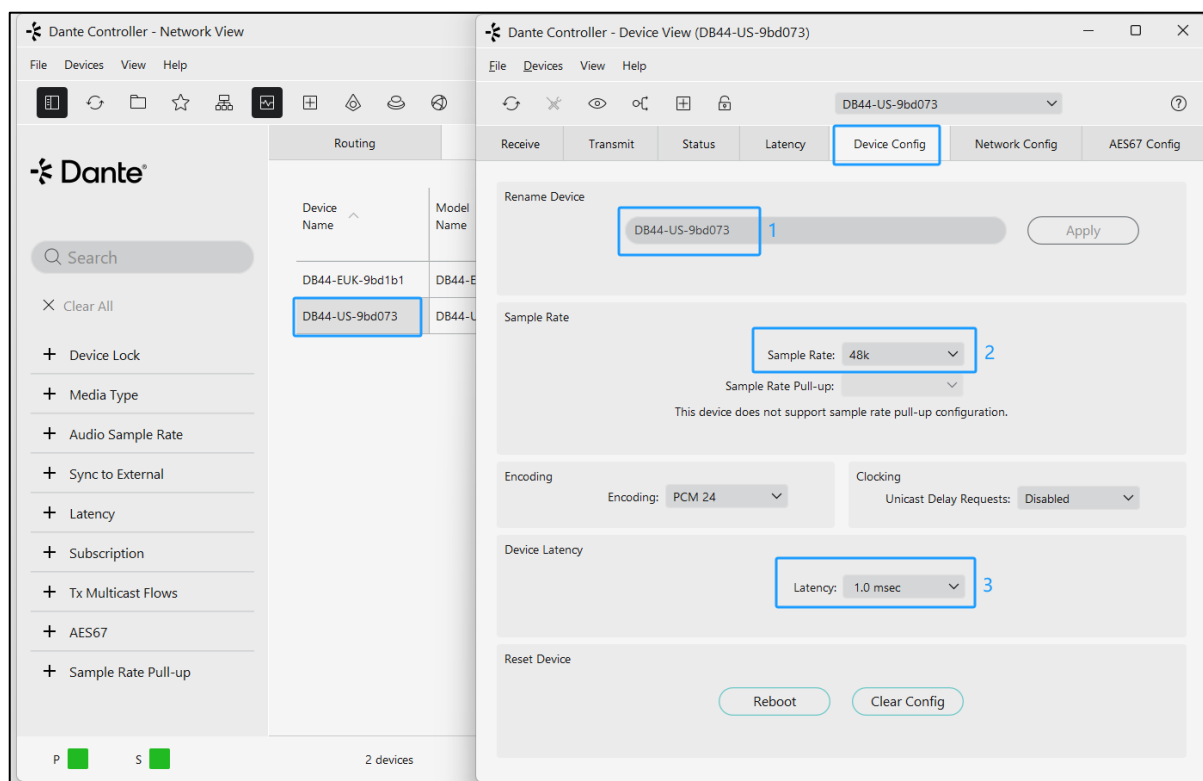 Dante Controller - Network View
File Devices View Help
Routing
Dante®
Search
Clear All
Device Lock
Media Type
Audio Sample Rate
Sync to External
Latency
Subscription
Tx Multicast Flows
AES67
Sample Rate Pull-up
Device
Name
Model
Name
DB44-EUK-9bd1b1 DB44-E
DB44-US-9bd073 DB44-U
P S 2 devices
Dante Controller - Device View (DB44-US-9bd073)
File Devices View Help
DB44-US-9bd073
Receive Transmit Status Latency Device Config Network Config AES67 Config
Rename Device
DB44-US-9bd073 1 Apply
Sample Rate
Sample Rate: 48k 2
Sample Rate Pull-up:
This device does not support sample rate pull-up configuration.
Encoding
Encoding: PCM 24
Clocking
Unicast Delay Requests: Disabled
Device Latency
Latency: 1.0 msec 3
Reset Device
Reboot Clear Config